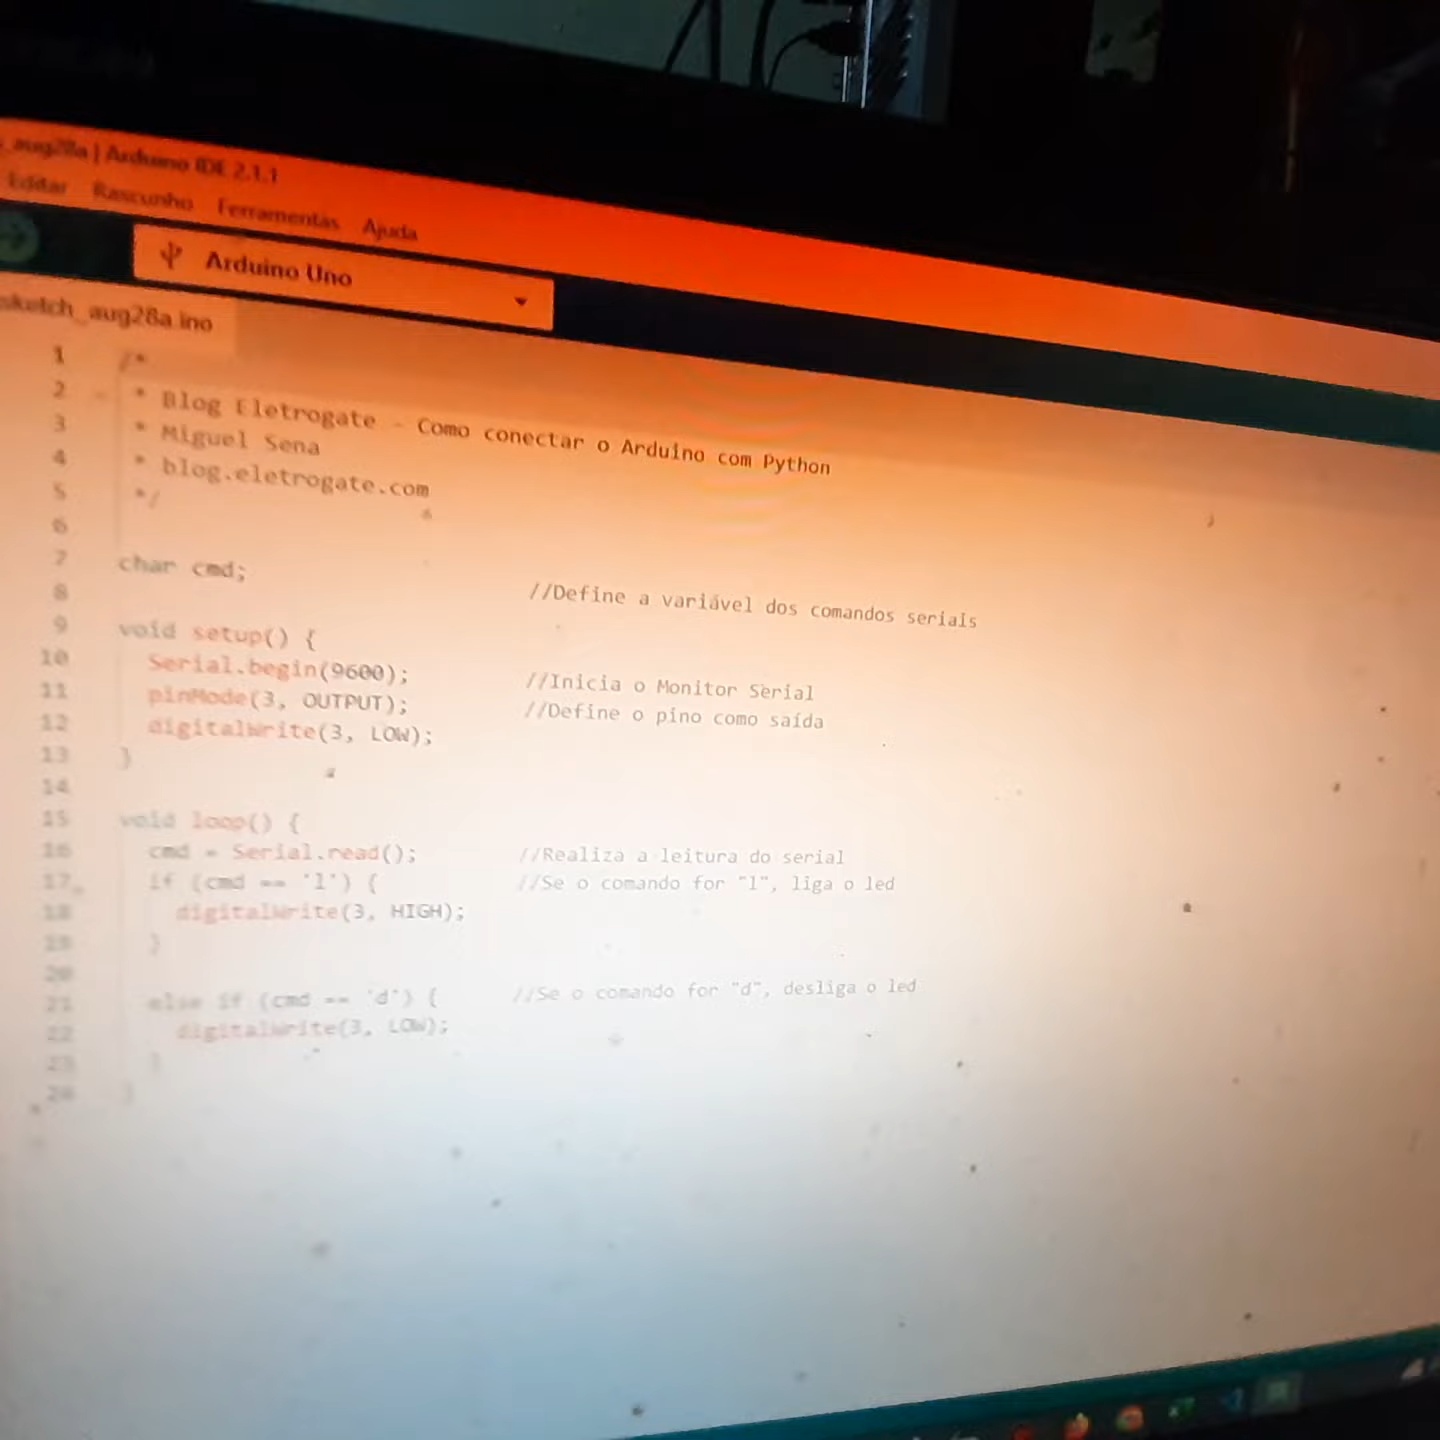 _aug28a | Arduino IDE 2.1.1
Editar Rascunho Ferramentas Ajuda
Arduino Uno
sketch_aug28a.ino
1 /*
2 * Blog Eletrogate - Como conectar o Arduino com Python
3 * Miguel Sena
4 * blog.eletrogate.com
5 */
6
7 char cmd; //Define a variável dos comandos seriais
8
9 void setup() {
10 Serial.begin(9600); //Inicia o Monitor Serial
11 pinMode(3, OUTPUT); //Define o pino como saída
12 digitalWrite(3, LOW);
13 }
14
15 void loop() {
16 cmd = Serial.read(); //Realiza a leitura do serial
17 if (cmd == 'l') { //Se o comando for "l", liga o led
18 digitalWrite(3, HIGH);
19 }
20
21 else if (cmd == 'd') { //Se o comando for "d", desliga o led
22 digitalWrite(3, LOW);
23 }
24 }